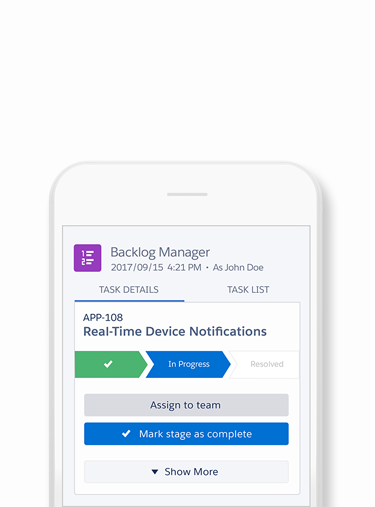 Backlog Manager
2017/09/15 4:21 PM • As John Doe
TASK DETAILS
TASK LIST
APP-108
Real-Time Device Notifications
In Progress
Resolved
Assign to team
Mark stage as complete
Show More